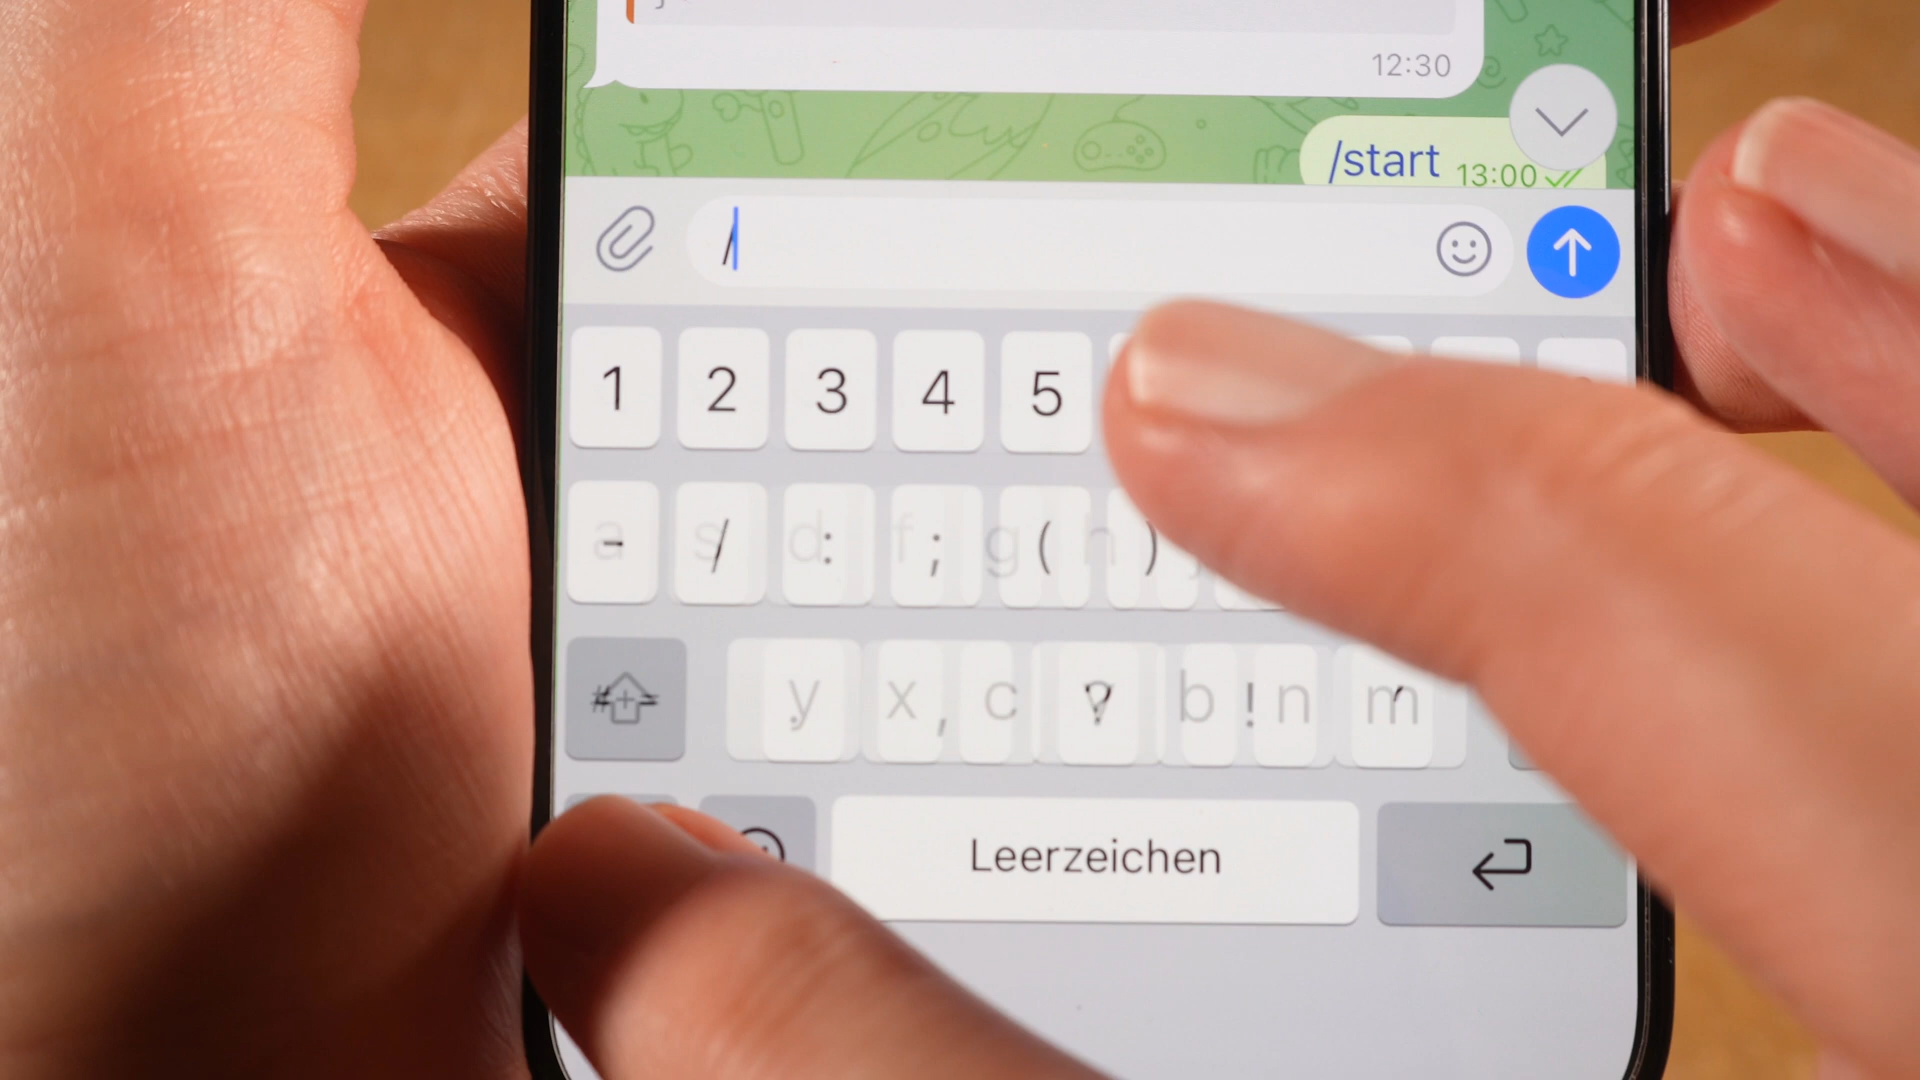 12:30
/start 13:00
/
1 2 3 4 5
a - s / d : f ; g ( h )
#+= y . x , c ? v b ! n m '
Leerzeichen